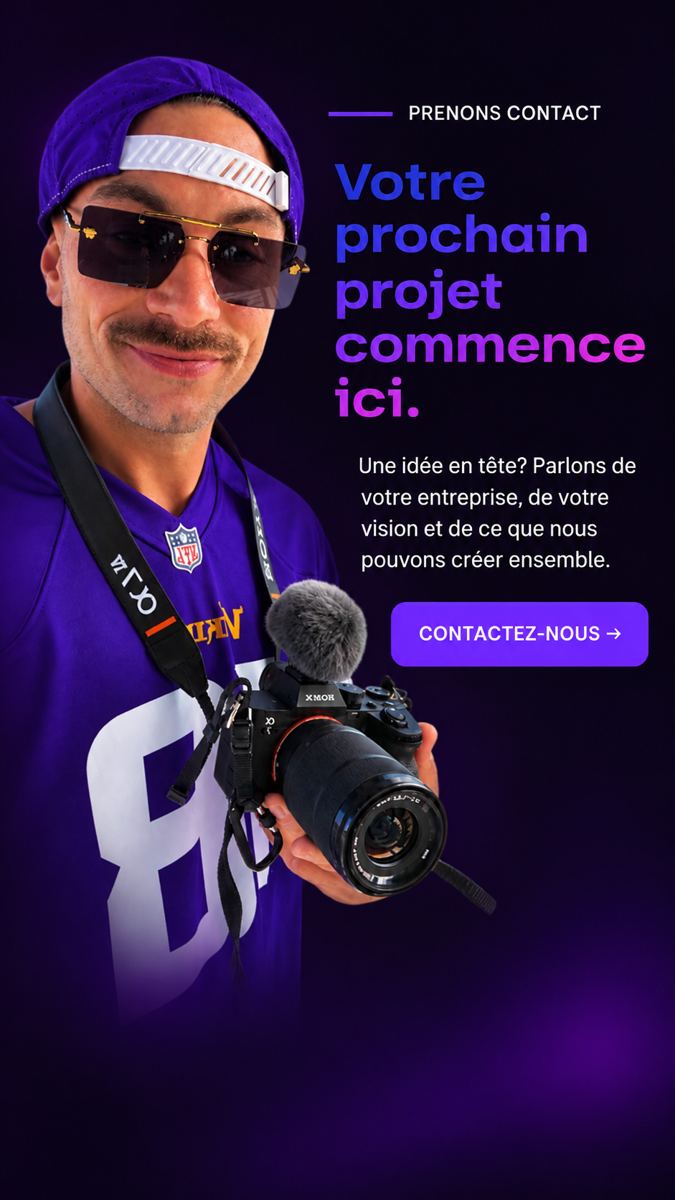 PRENONS CONTACT
Votre
prochain
projet
commence
ici.
Une idée en tête? Parlons de
votre entreprise, de votre
vision et de ce que nous
pouvons créer ensemble.
CONTACTEZ-NOUS →